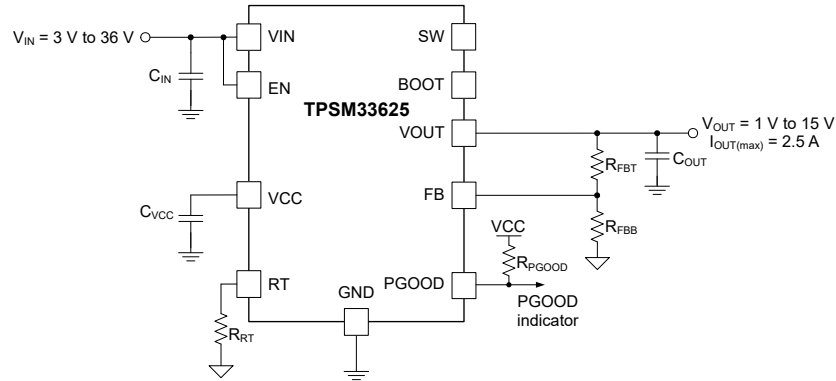 V_IN = 3 V to 36 V
VIN
SW
C_IN
EN
BOOT
TPSM33625
VOUT
V_OUT = 1 V to 15 V
I_OUT(max) = 2.5 A
R_FBT
C_OUT
VCC
FB
C_VCC
R_FBB
VCC
R_PGOOD
RT
GND
PGOOD
PGOOD
indicator
R_RT